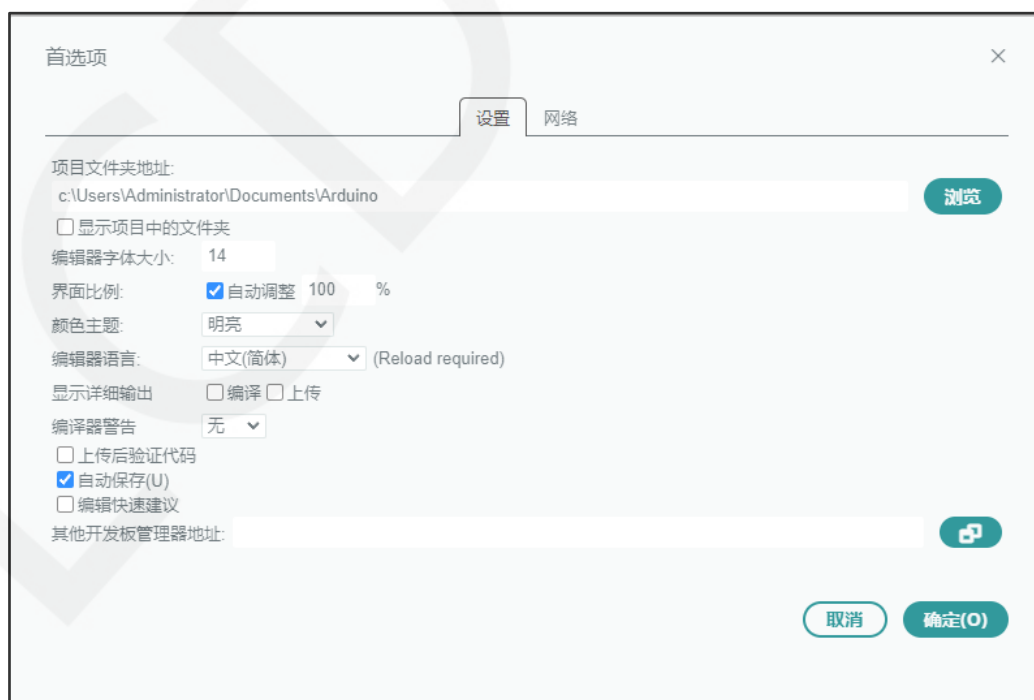 首选项
设置 网络
项目文件夹地址:
c:\Users\Administrator\Documents\Arduino 浏览
显示项目中的文件夹
编辑器字体大小: 14
界面比例: 自动调整 100 %
颜色主题: 明亮
编辑器语言: 中文(简体) (Reload required)
显示详细输出 编译 上传
编译器警告 无
上传后验证代码
自动保存(U)
编辑快速建议
其他开发板管理器地址:
取消 确定(O)